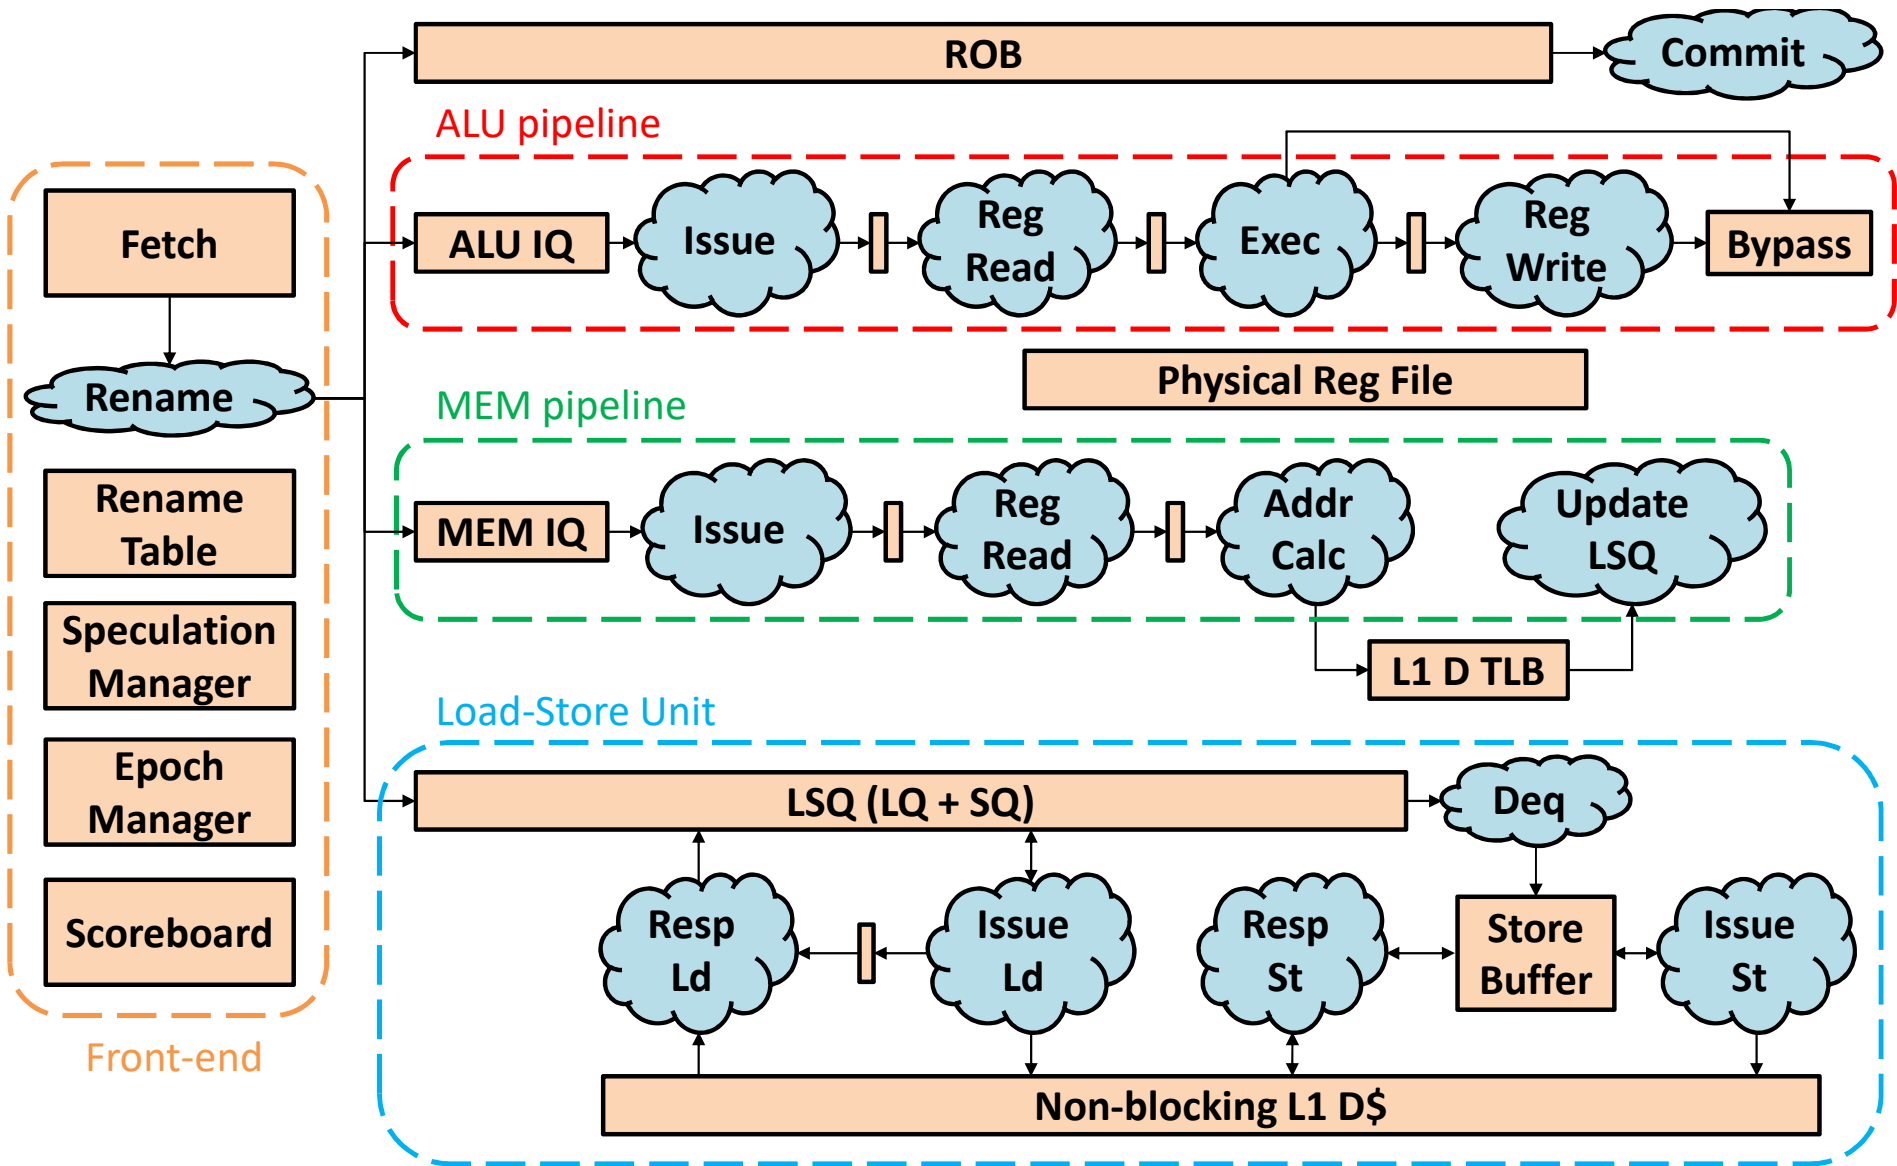 ROB
Commit
ALU pipeline
Fetch
ALU IQ
Issue
Reg
Read
Exec
Reg
Write
Bypass
Rename
Physical Reg File
MEM pipeline
Rename
Table
MEM IQ
Issue
Reg
Read
Addr
Calc
Update
LSQ
Speculation
Manager
L1 D TLB
Load-Store Unit
Epoch
Manager
LSQ (LQ + SQ)
Deq
Scoreboard
Resp
Ld
Issue
Ld
Resp
St
Store
Buffer
Issue
St
Front-end
Non-blocking L1 D$